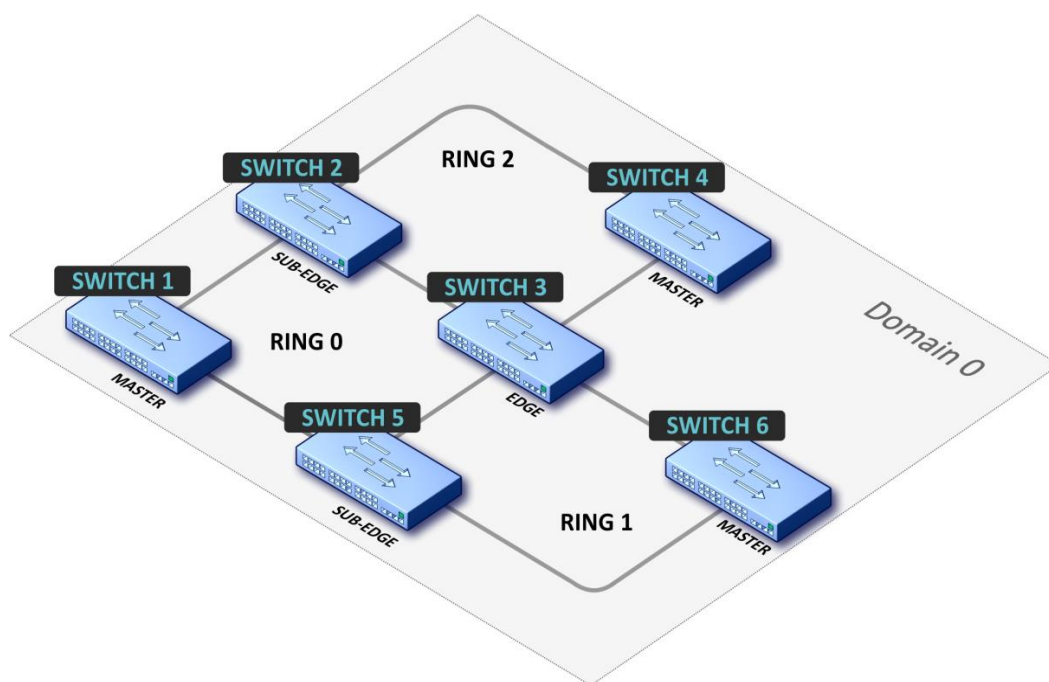 RING 2
SWITCH 2
SWITCH 4
SUB-EDGE
SWITCH 1
SWITCH 3
MASTER
Domain 0
RING 0
MASTER
EDGE
SWITCH 5
SWITCH 6
SUB-EDGE
RING 1
MASTER